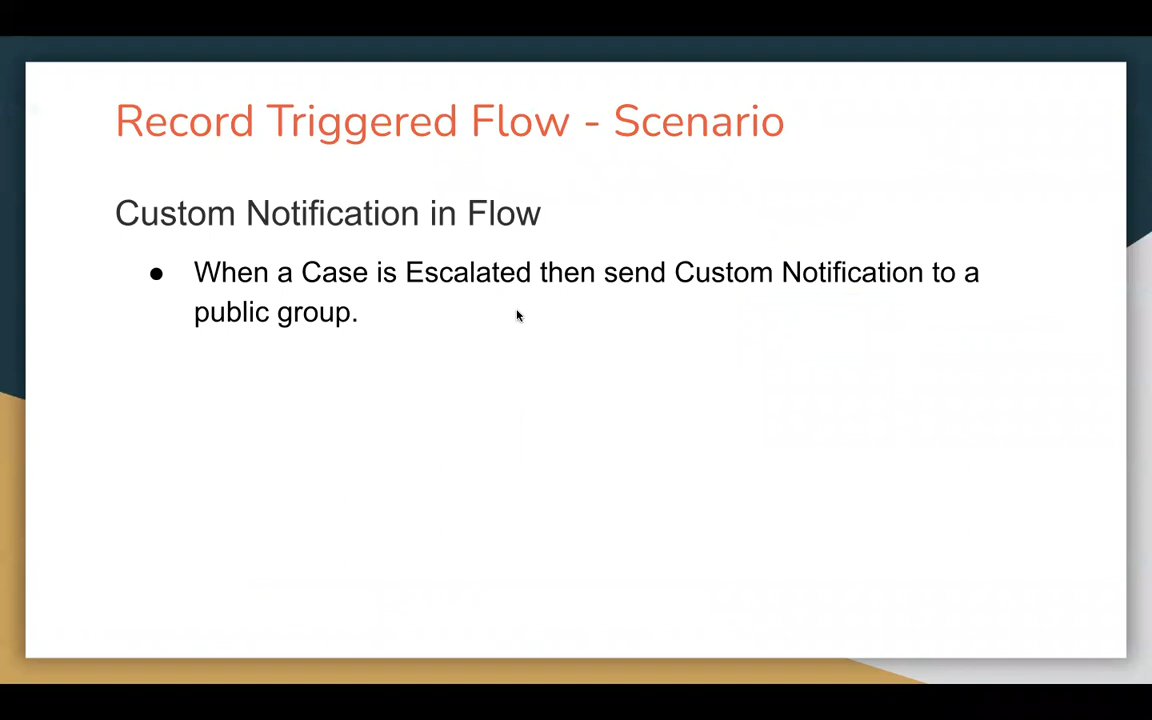 Record Triggered Flow - Scenario
Custom Notification in Flow
● When a Case is Escalated then send Custom Notification to a
public group.